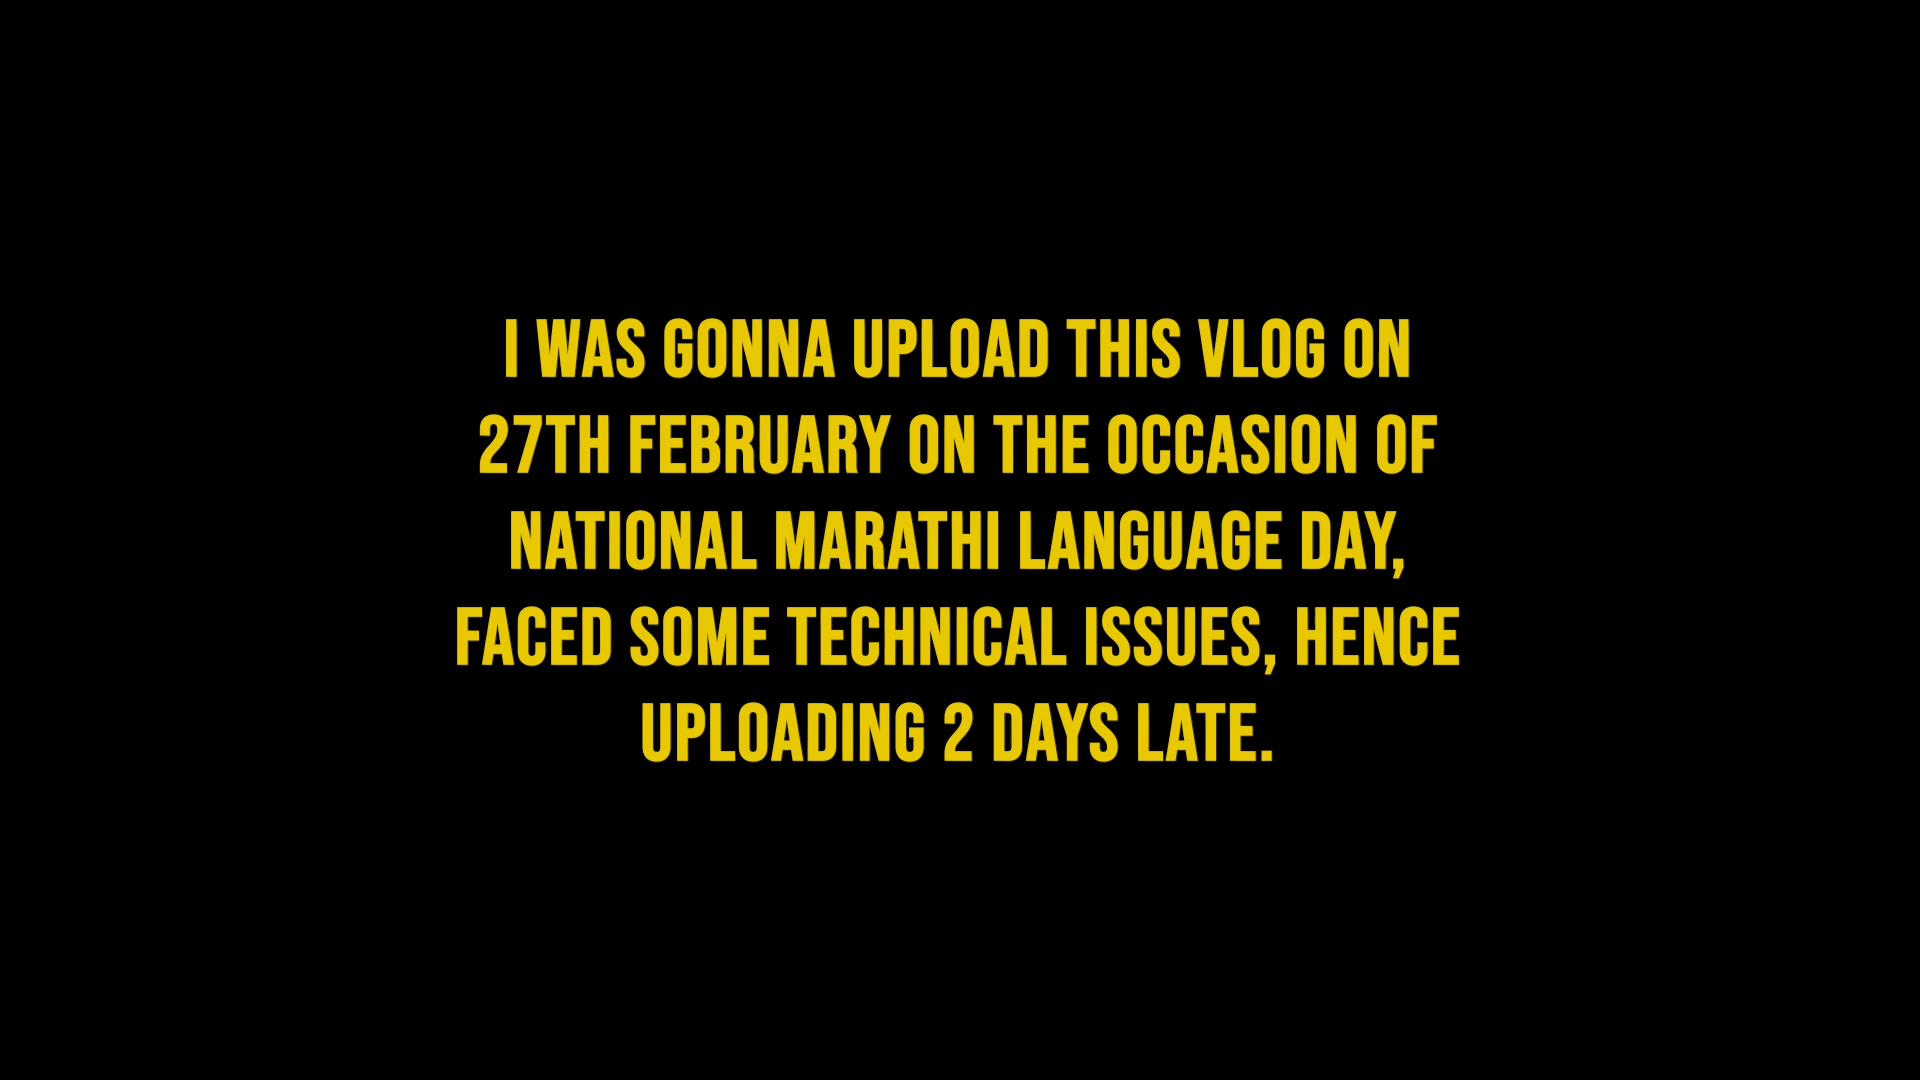 I WAS GONNA UPLOAD THIS VLOG ON
27TH FEBRUARY ON THE OCCASION OF
NATIONAL MARATHI LANGUAGE DAY,
FACED SOME TECHNICAL ISSUES, HENCE
UPLOADING 2 DAYS LATE.